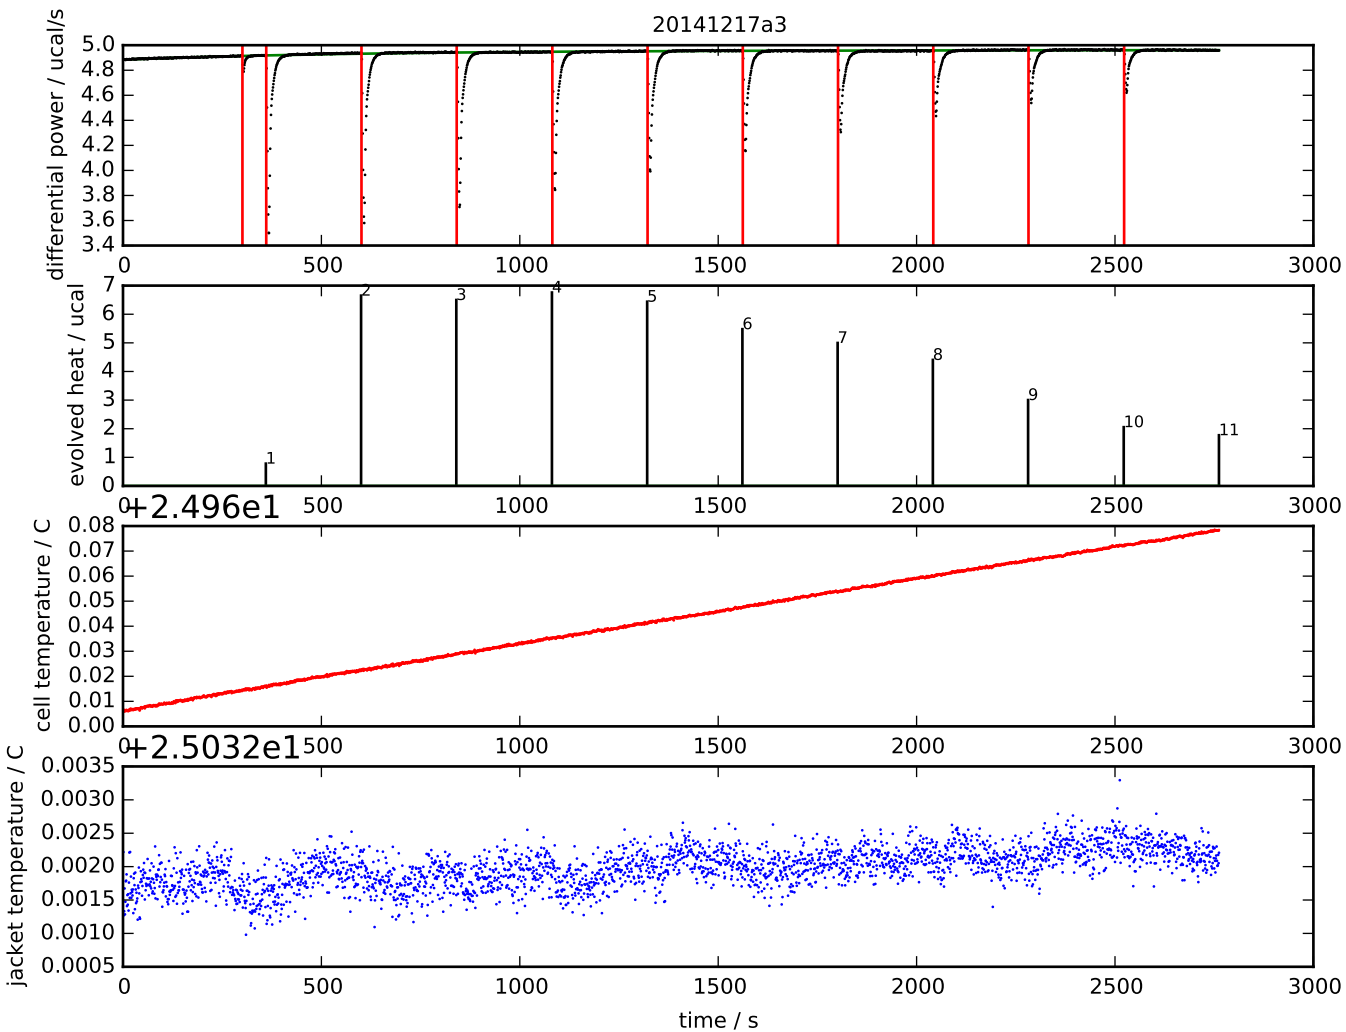 20141217a3
differential power / ucal/s
5.0
4.8
4.6
4.4
4.2
4.0
3.8
3.6
3.4
0 500 1000 1500 2000 2500 3000
evolved heat / ucal
7
6
5
4
3
2
1
0
1 2 3 4 5 6 7 8 9 10 11
0 500 1000 1500 2000 2500 3000
+2.496e1
cell temperature / C
0.08
0.07
0.06
0.05
0.04
0.03
0.02
0.01
0.00
0 500 1000 1500 2000 2500 3000
+2.5032e1
jacket temperature / C
0.0035
0.0030
0.0025
0.0020
0.0015
0.0010
0.0005
0 500 1000 1500 2000 2500 3000
time / s